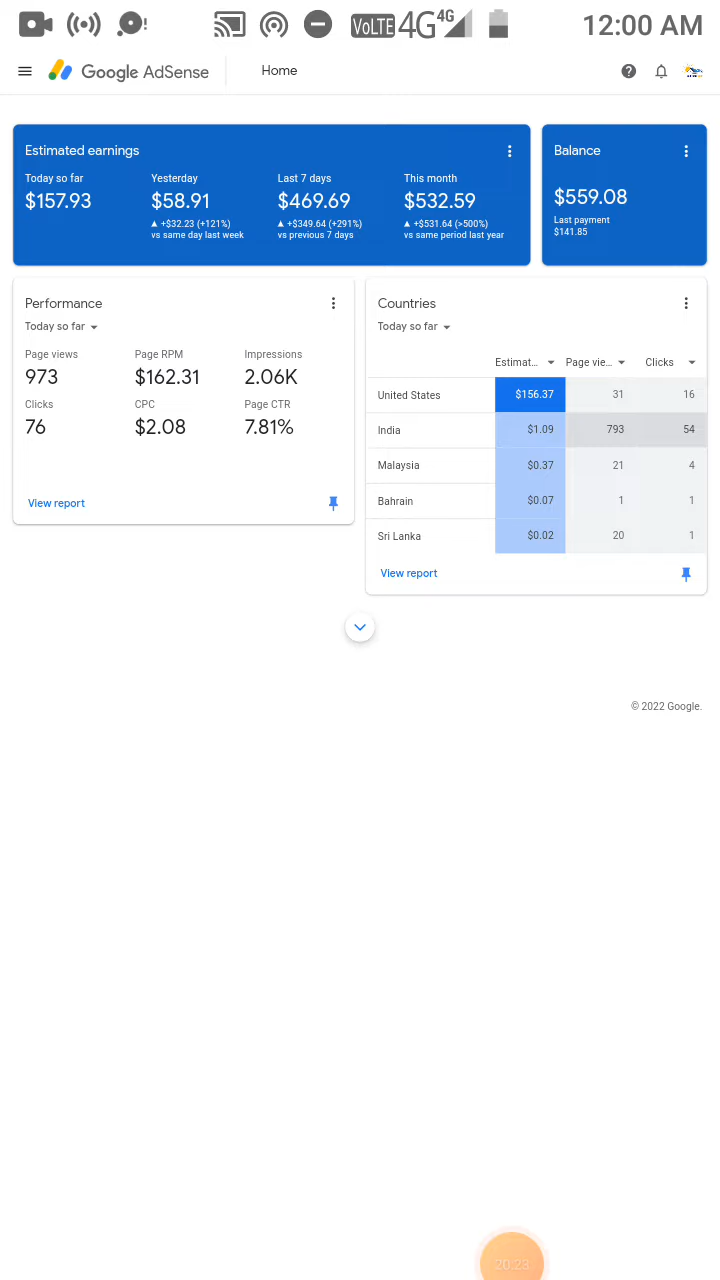 VoLTE 4G 4G 12:00 AM
Google AdSense Home
Estimated earnings
Today so far Yesterday Last 7 days This month
$157.93 $58.91 $469.69 $532.59
+$32.23 (+121%) +$349.64 (+291%) +$531.64 (>500%)
vs same day last week vs previous 7 days vs same period last year
Balance
$559.08
Last payment
$141.85
Performance
Today so far
Page views Page RPM Impressions
973 $162.31 2.06K
Clicks CPC Page CTR
76 $2.08 7.81%
View report
Countries
Today so far
Estimat... Page vie... Clicks
United States $156.37 31 16
India $1.09 793 54
Malaysia $0.37 21 4
Bahrain $0.07 1 1
Sri Lanka $0.02 20 1
View report
© 2022 Google.
20:23